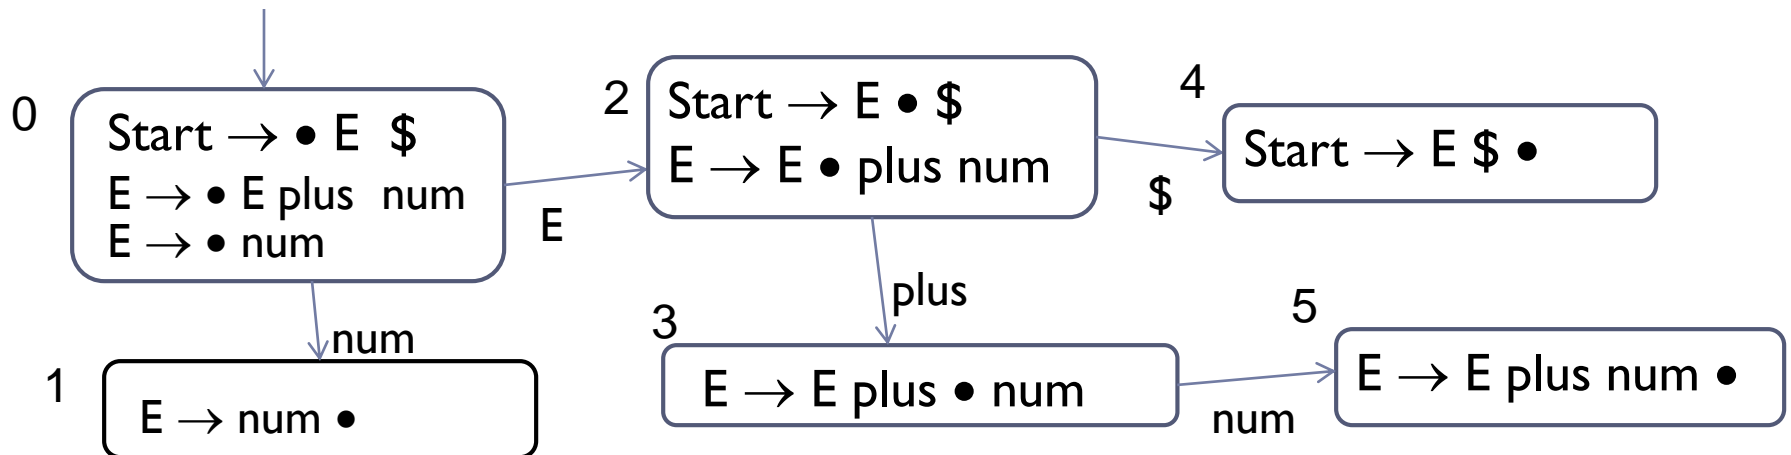 0
Start → • E $
E → • E plus num
E → • num
E
2
Start → E • $
E → E • plus num
$
4
Start → E $ •
num
1
E → num •
plus
3
E → E plus • num
num
5
E → E plus num •